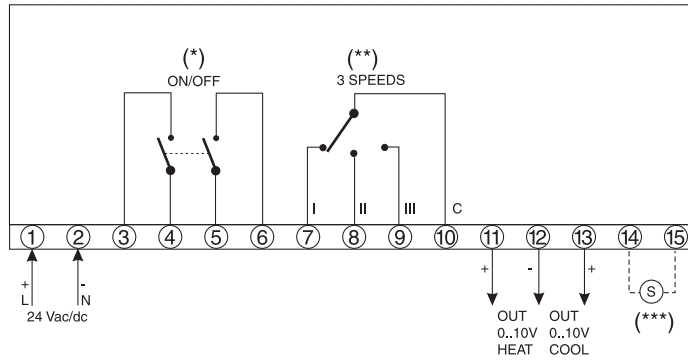 (*)
ON/OFF
(**)
3 SPEEDS
I II III C
1 2 3 4 5 6 7 8 9 10 11 12 13 14 15
+ - + - +
L N
24 Vac/dc
S
(***)
OUT OUT
0..10V 0..10V
HEAT COOL